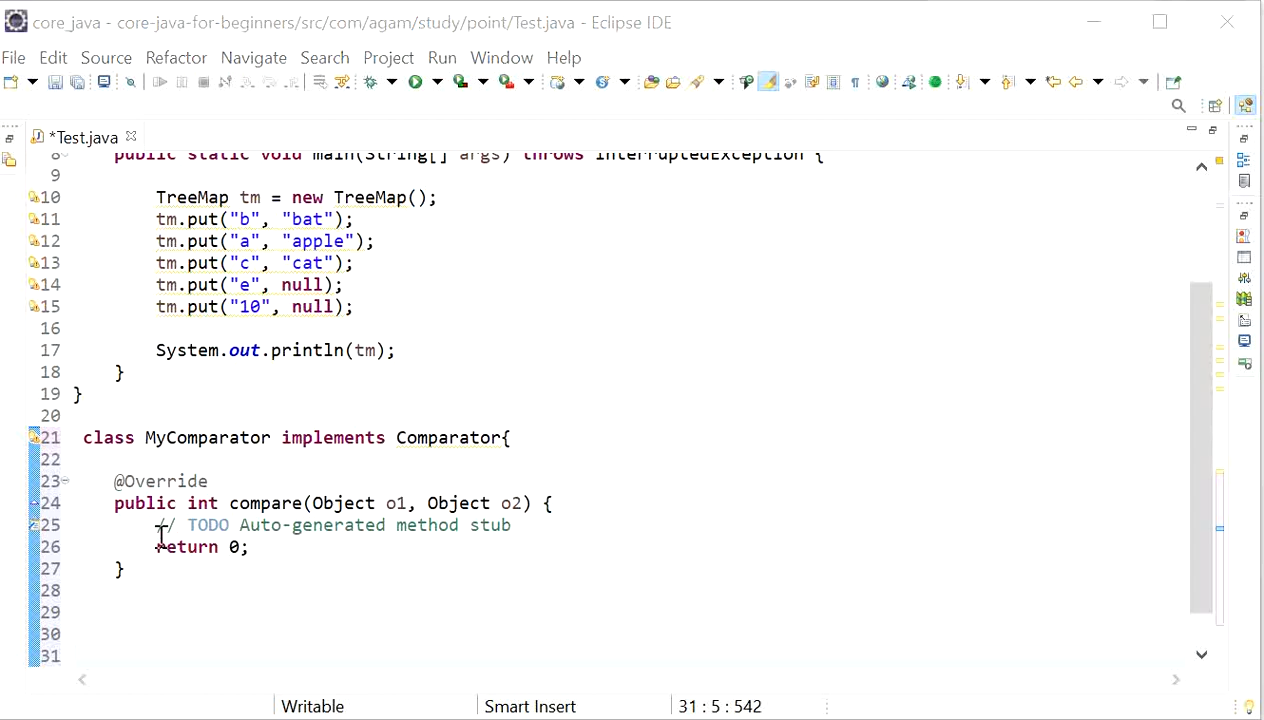 core_java - core-java-for-beginners/src/com/agam/study/point/Test.java - Eclipse IDE
File Edit Source Refactor Navigate Search Project Run Window Help
*Test.java
8 public static void main(String[] args) throws InterruptedException {
9
10 TreeMap tm = new TreeMap();
11 tm.put("b", "bat");
12 tm.put("a", "apple");
13 tm.put("c", "cat");
14 tm.put("e", null);
15 tm.put("10", null);
16
17 System.out.println(tm);
18 }
19 }
20
21 class MyComparator implements Comparator{
22
23 @Override
24 public int compare(Object o1, Object o2) {
25 // TODO Auto-generated method stub
26 return 0;
27 }
28
29
30
31
Writable Smart Insert 31 : 5 : 542